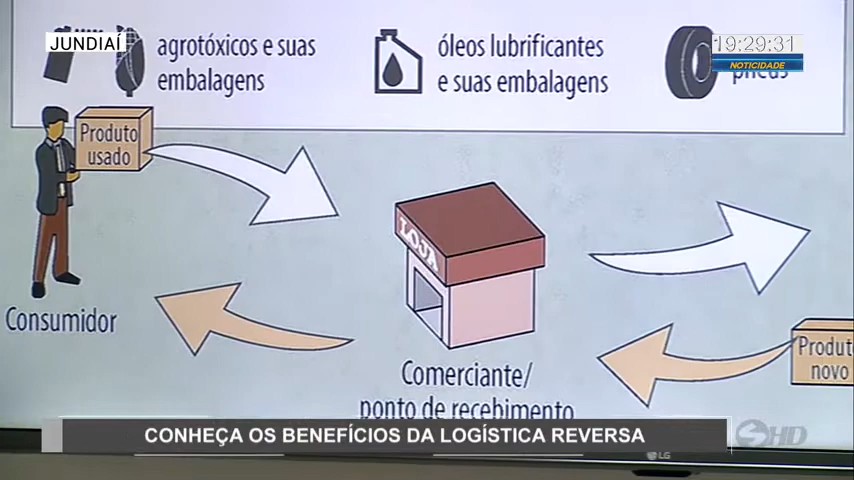 JUNDIAÍ
19:29:31
NOTICIDADE
agrotóxicos e suas
embalagens
óleos lubrificantes
e suas embalagens
pneus
Produto
usado
LOJA
Consumidor
Produt
novo
Comerciante/
ponto de recebimento
CONHEÇA OS BENEFÍCIOS DA LOGÍSTICA REVERSA
HD
LG